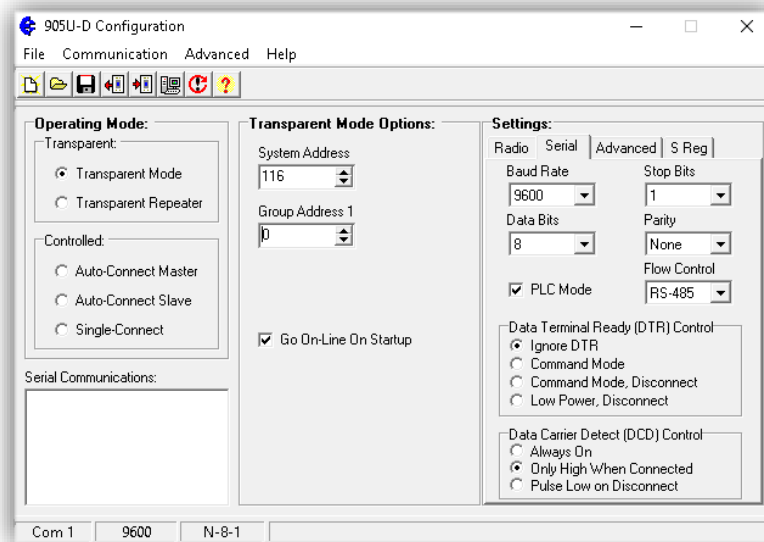 905U-D Configuration
File Communication Advanced Help
Operating Mode:
Transparent:
Transparent Mode
Transparent Repeater
Controlled:
Auto-Connect Master
Auto-Connect Slave
Single-Connect
Serial Communications:
Transparent Mode Options:
System Address
116
Group Address 1
0
Go On-Line On Startup
Settings:
Radio Serial Advanced S Reg
Baud Rate Stop Bits
9600 1
Data Bits Parity
8 None
Flow Control
PLC Mode RS-485
Data Terminal Ready (DTR) Control
Ignore DTR
Command Mode
Command Mode, Disconnect
Low Power, Disconnect
Data Carrier Detect (DCD) Control
Always On
Only High When Connected
Pulse Low on Disconnect
Com 1 9600 N-8-1